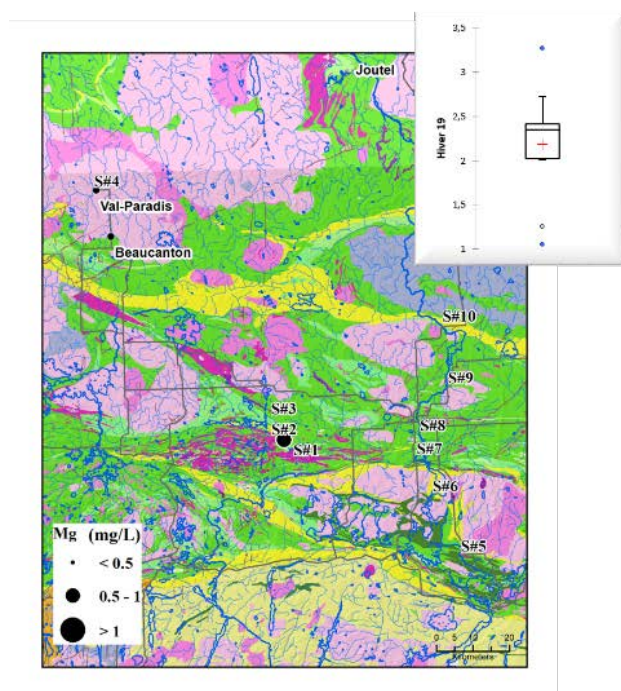 3,5
3
2,5
2
1,5
1
Hiver 19
Joutel
S#4
Val-Paradis
Beaucanton
S#10
S#9
S#3
S#8
S#2
S#1
S#7
S#6
S#5
Mg (mg/L)
< 0.5
0.5 - 1
> 1
0 5 10 20
Kilometers